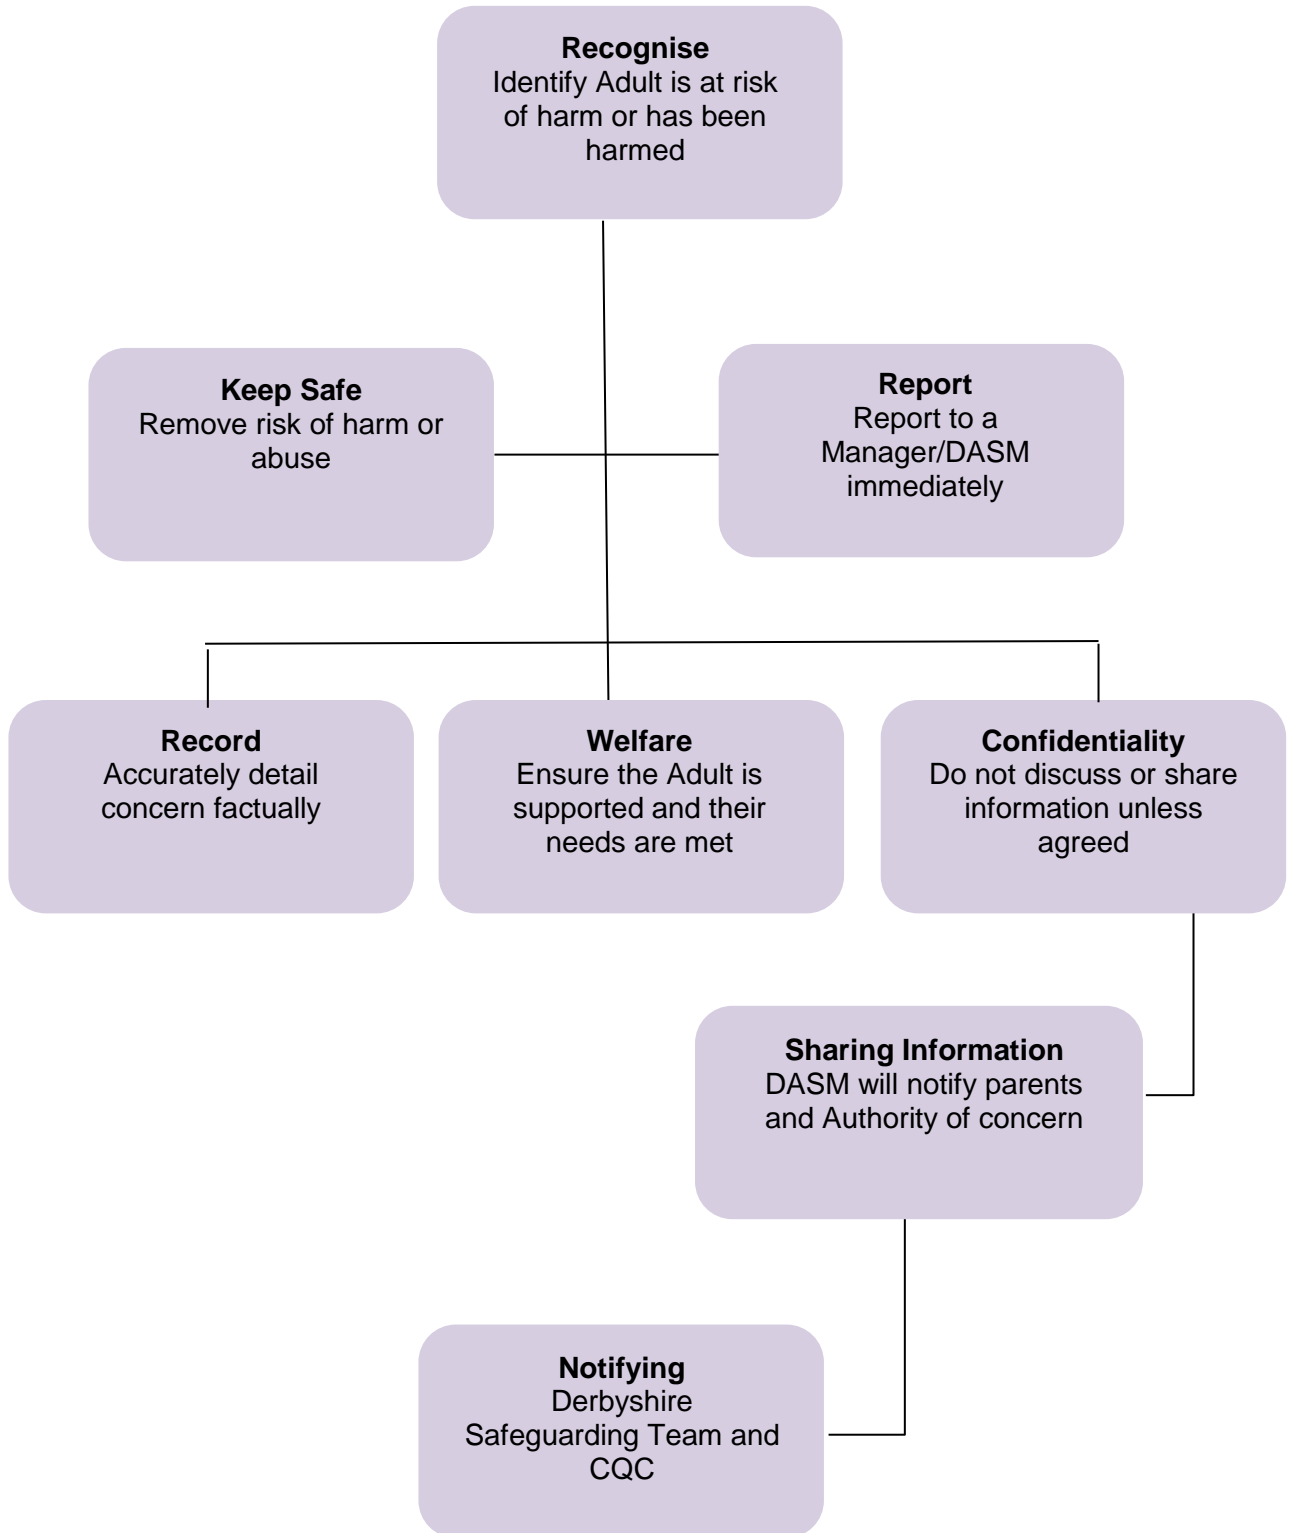 Recognise
Identify Adult is at risk
of harm or has been
harmed
Keep Safe
Remove risk of harm or
abuse
Report
Report to a
Manager/DASM
immediately
Record
Accurately detail
concern factually
Welfare
Ensure the Adult is
supported and their
needs are met
Confidentiality
Do not discuss or share
information unless
agreed
Sharing Information
DASM will notify parents
and Authority of concern
Notifying
Derbyshire
Safeguarding Team and
CQC